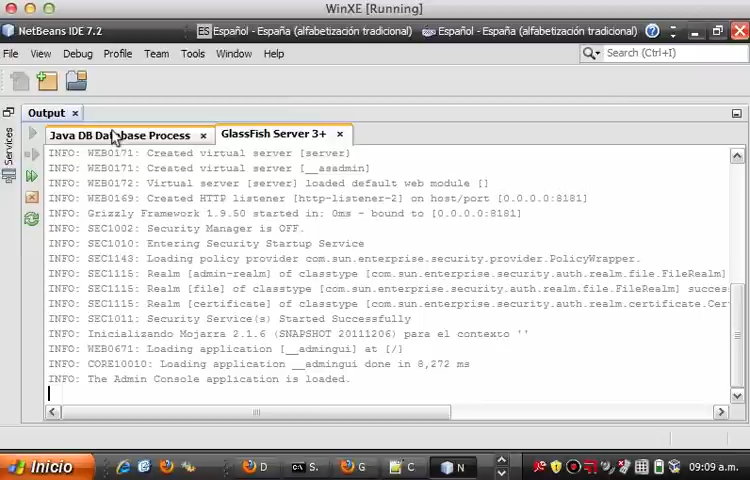 WinXE [Running]
NetBeans IDE 7.2
ES Español - Español (alfabetización tradicional)
Español - Español (alfabetización tradicional)
File View Debug Profile Team Tools Window Help
Search (Ctrl+I)
Output
Services
Java DB Database Process
GlassFish Server 3+
INFO: WEB0171: Created virtual server [server]
INFO: WEB0171: Created virtual server [__asadmin]
INFO: WEB0172: Virtual server [server] loaded default web module []
INFO: WEB0169: Created HTTP listener [http-listener-2] on host/port [0.0.0.0:8181]
INFO: Grizzly Framework 1.9.50 started in: 0ms - bound to [0.0.0.0:8181]
INFO: SEC1002: Security Manager is OFF.
INFO: SEC1010: Entering Security Startup Service
INFO: SEC1143: Loading policy provider com.sun.enterprise.security.provider.PolicyWrapper.
INFO: SEC1115: Realm [admin-realm] of classtype [com.sun.enterprise.security.auth.realm.file.FileRealm]
INFO: SEC1115: Realm [file] of classtype [com.sun.enterprise.security.auth.realm.file.FileRealm] succes
INFO: SEC1115: Realm [certificate] of classtype [com.sun.enterprise.security.auth.realm.certificate.Cer
INFO: SEC1011: Security Service(s) Started Successfully
INFO: Inicializando Mojarra 2.1.6 (SNAPSHOT 20111206) para el contexto ''
INFO: WEB0671: Loading application [__admingui] at [/]
INFO: CORE10010: Loading application __admingui done in 8,272 ms
INFO: The Admin Console application is loaded.
Inicio
D
S.
G
C
N
09:09 a.m.